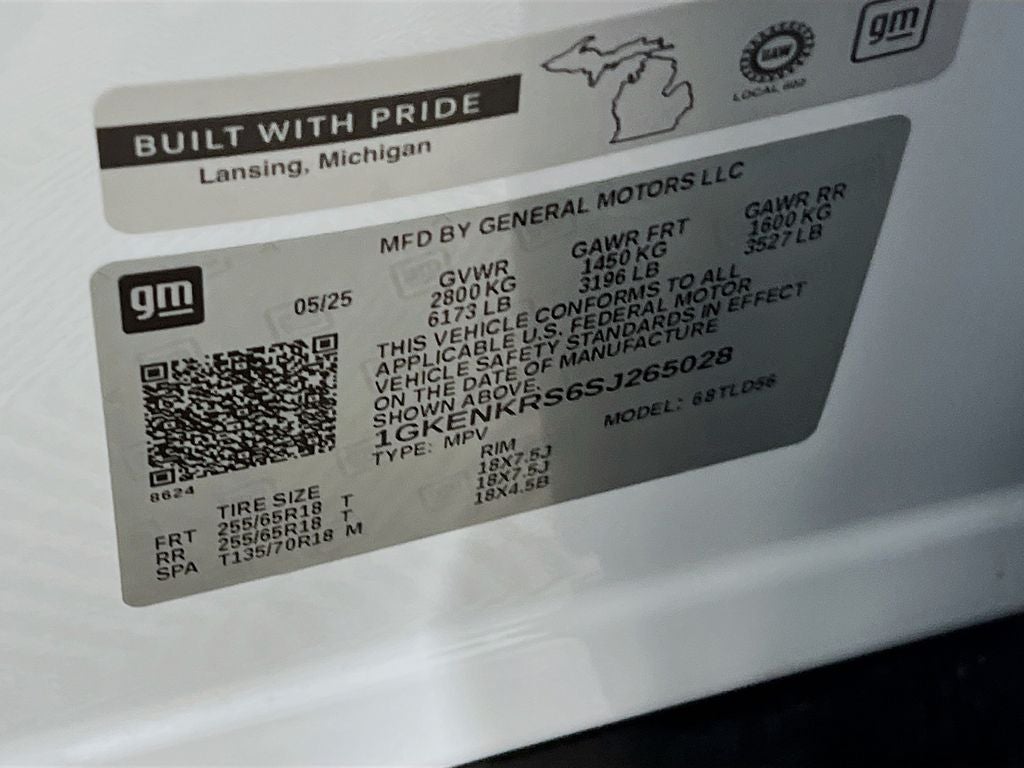 BUILT WITH PRIDE
Lansing, Michigan
UAW
LOCAL 602
gm
MFD BY GENERAL MOTORS LLC
gm
05/25
GVWR GAWR FRT GAWR RR
2800 KG 1450 KG 1600 KG
6173 LB 3196 LB 3527 LB
THIS VEHICLE CONFORMS TO ALL
APPLICABLE U.S. FEDERAL MOTOR
VEHICLE SAFETY STANDARDS IN EFFECT
ON THE DATE OF MANUFACTURE
SHOWN ABOVE.
1GKENKRS6SJ265028
TYPE: MPV MODEL: 68TLD56
8624
TIRE SIZE RIM
FRT 255/65R18 T 18X7.5J
RR 255/65R18 T 18X7.5J
SPA T135/70R18 M 18X4.5B